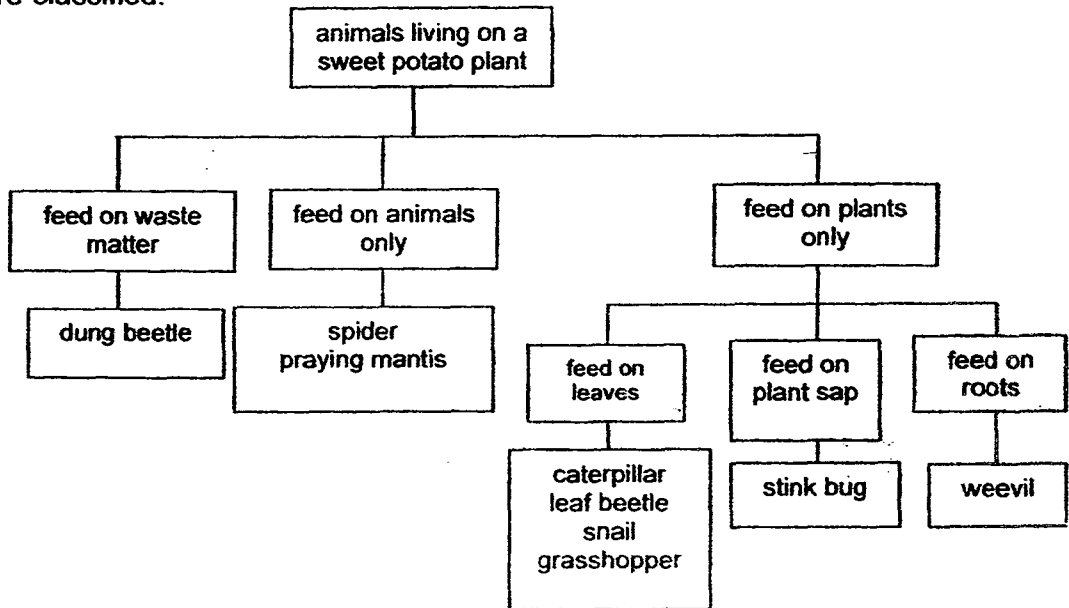 re classified.
animals living on a
sweet potato plant
feed on waste
matter
feed on animals
only
feed on plants
only
dung beetle
spider
praying mantis
feed on
leaves
feed on
plant sap
feed on
roots
caterpillar
leaf beetle
snail
grasshopper
stink bug
weevil